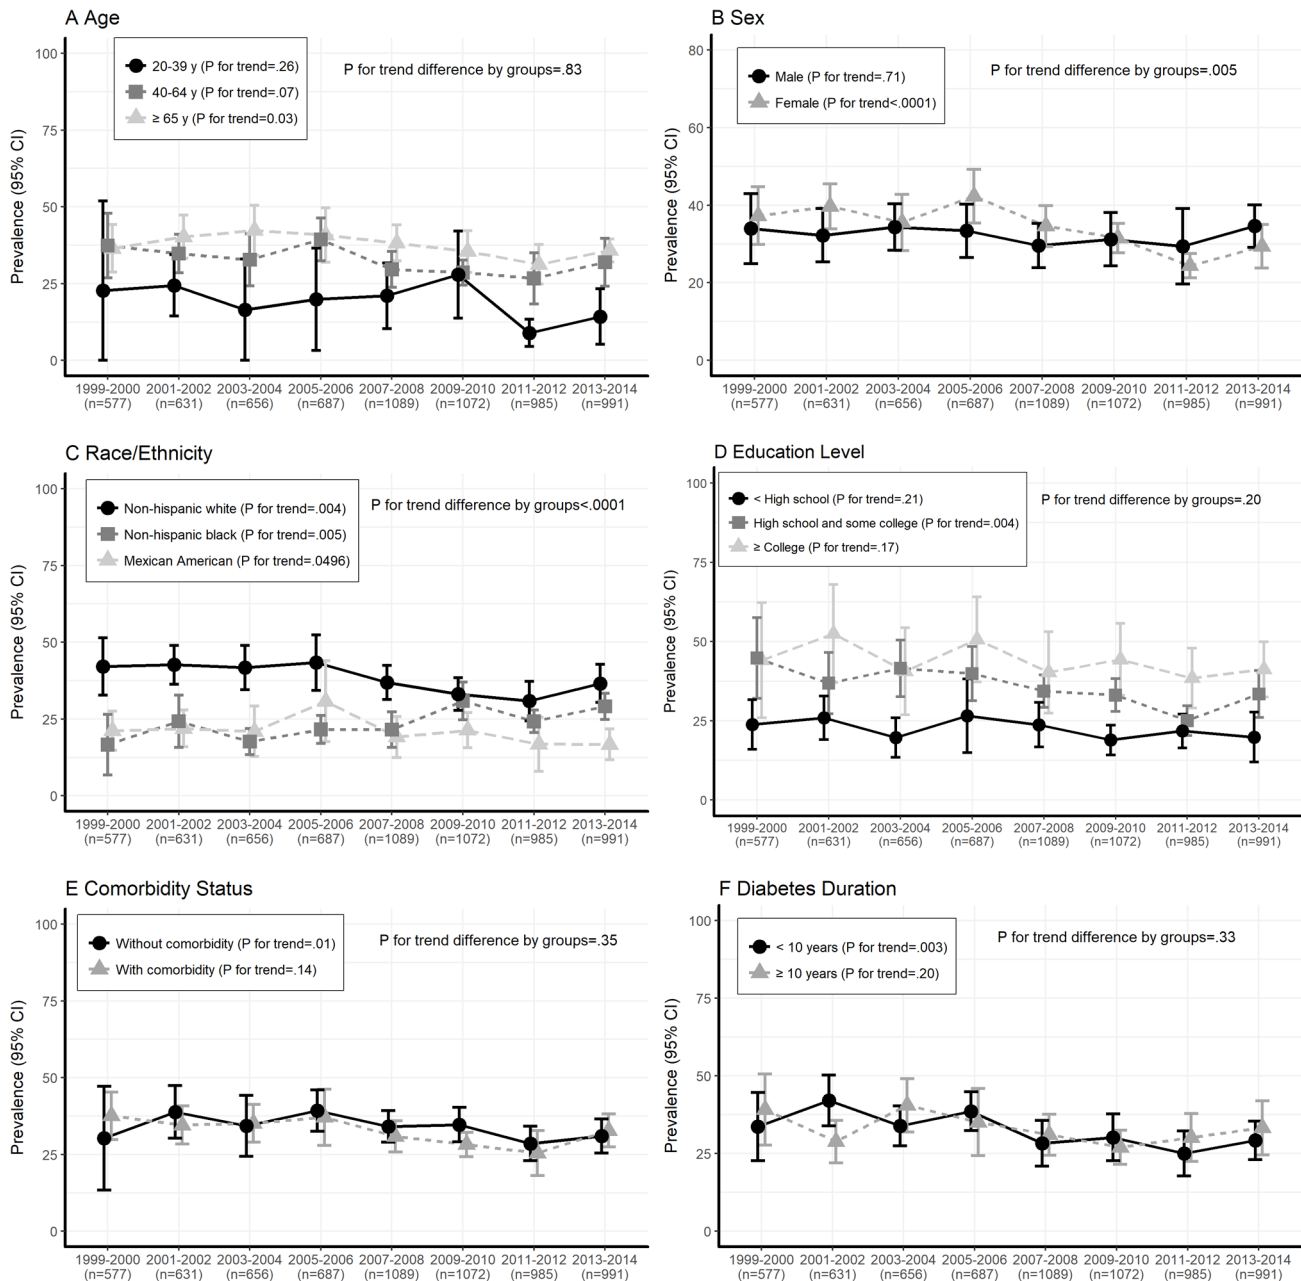 A Age
20-39 y (P for trend=.26)
40-64 y (P for trend=.07)
≥ 65 y (P for trend=0.03)
P for trend difference by groups=.83
Prevalence (95% CI)
100
75
50
25
0
1999-2000 2001-2002 2003-2004 2005-2006 2007-2008 2009-2010 2011-2012 2013-2014
(n=577) (n=631) (n=656) (n=687) (n=1089) (n=1072) (n=985) (n=991)
B Sex
Male (P for trend=.71)
Female (P for trend<.0001)
P for trend difference by groups=.005
Prevalence (95% CI)
80
60
40
20
0
1999-2000 2001-2002 2003-2004 2005-2006 2007-2008 2009-2010 2011-2012 2013-2014
(n=577) (n=631) (n=656) (n=687) (n=1089) (n=1072) (n=985) (n=991)
C Race/Ethnicity
Non-hispanic white (P for trend=.004)
Non-hispanic black (P for trend=.005)
Mexican American (P for trend=.0496)
P for trend difference by groups<.0001
Prevalence (95% CI)
100
75
50
25
0
1999-2000 2001-2002 2003-2004 2005-2006 2007-2008 2009-2010 2011-2012 2013-2014
(n=577) (n=631) (n=656) (n=687) (n=1089) (n=1072) (n=985) (n=991)
D Education Level
< High school (P for trend=.21)
High school and some college (P for trend=.004)
≥ College (P for trend=.17)
P for trend difference by groups=.20
Prevalence (95% CI)
100
75
50
25
0
1999-2000 2001-2002 2003-2004 2005-2006 2007-2008 2009-2010 2011-2012 2013-2014
(n=577) (n=631) (n=656) (n=687) (n=1089) (n=1072) (n=985) (n=991)
E Comorbidity Status
Without comorbidity (P for trend=.01)
With comorbidity (P for trend=.14)
P for trend difference by groups=.35
Prevalence (95% CI)
100
75
50
25
0
1999-2000 2001-2002 2003-2004 2005-2006 2007-2008 2009-2010 2011-2012 2013-2014
(n=577) (n=631) (n=656) (n=687) (n=1089) (n=1072) (n=985) (n=991)
F Diabetes Duration
< 10 years (P for trend=.003)
≥ 10 years (P for trend=.20)
P for trend difference by groups=.33
Prevalence (95% CI)
100
75
50
25
0
1999-2000 2001-2002 2003-2004 2005-2006 2007-2008 2009-2010 2011-2012 2013-2014
(n=577) (n=631) (n=656) (n=687) (n=1089) (n=1072) (n=985) (n=991)